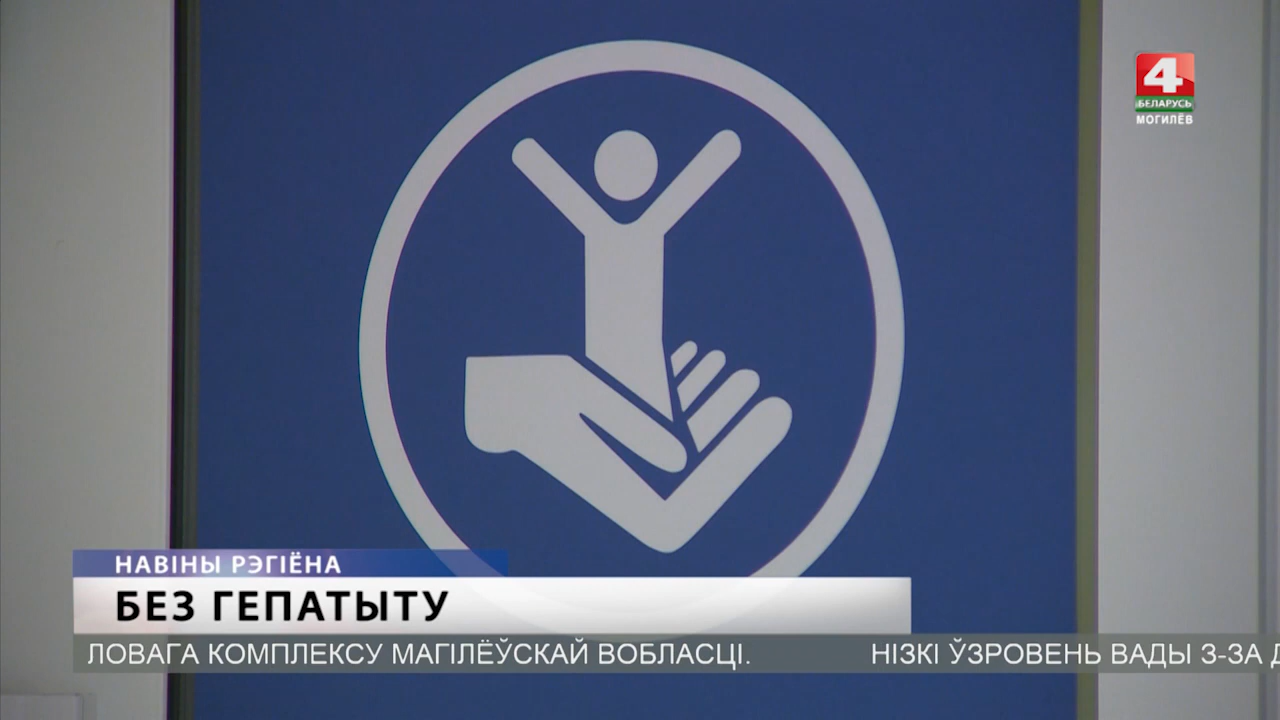 4
БЕЛАРУСЬ
МОГИЛЁВ
НАВІНЫ РЭГІЁНА
БЕЗ ГЕПАТЫТУ
ЛОВАГА КОМПЛЕКСУ МАГІЛЁЎСКАЙ ВОБЛАСЦІ. НІЗКІ ЎЗРОВЕНЬ ВАДЫ З-ЗА Д